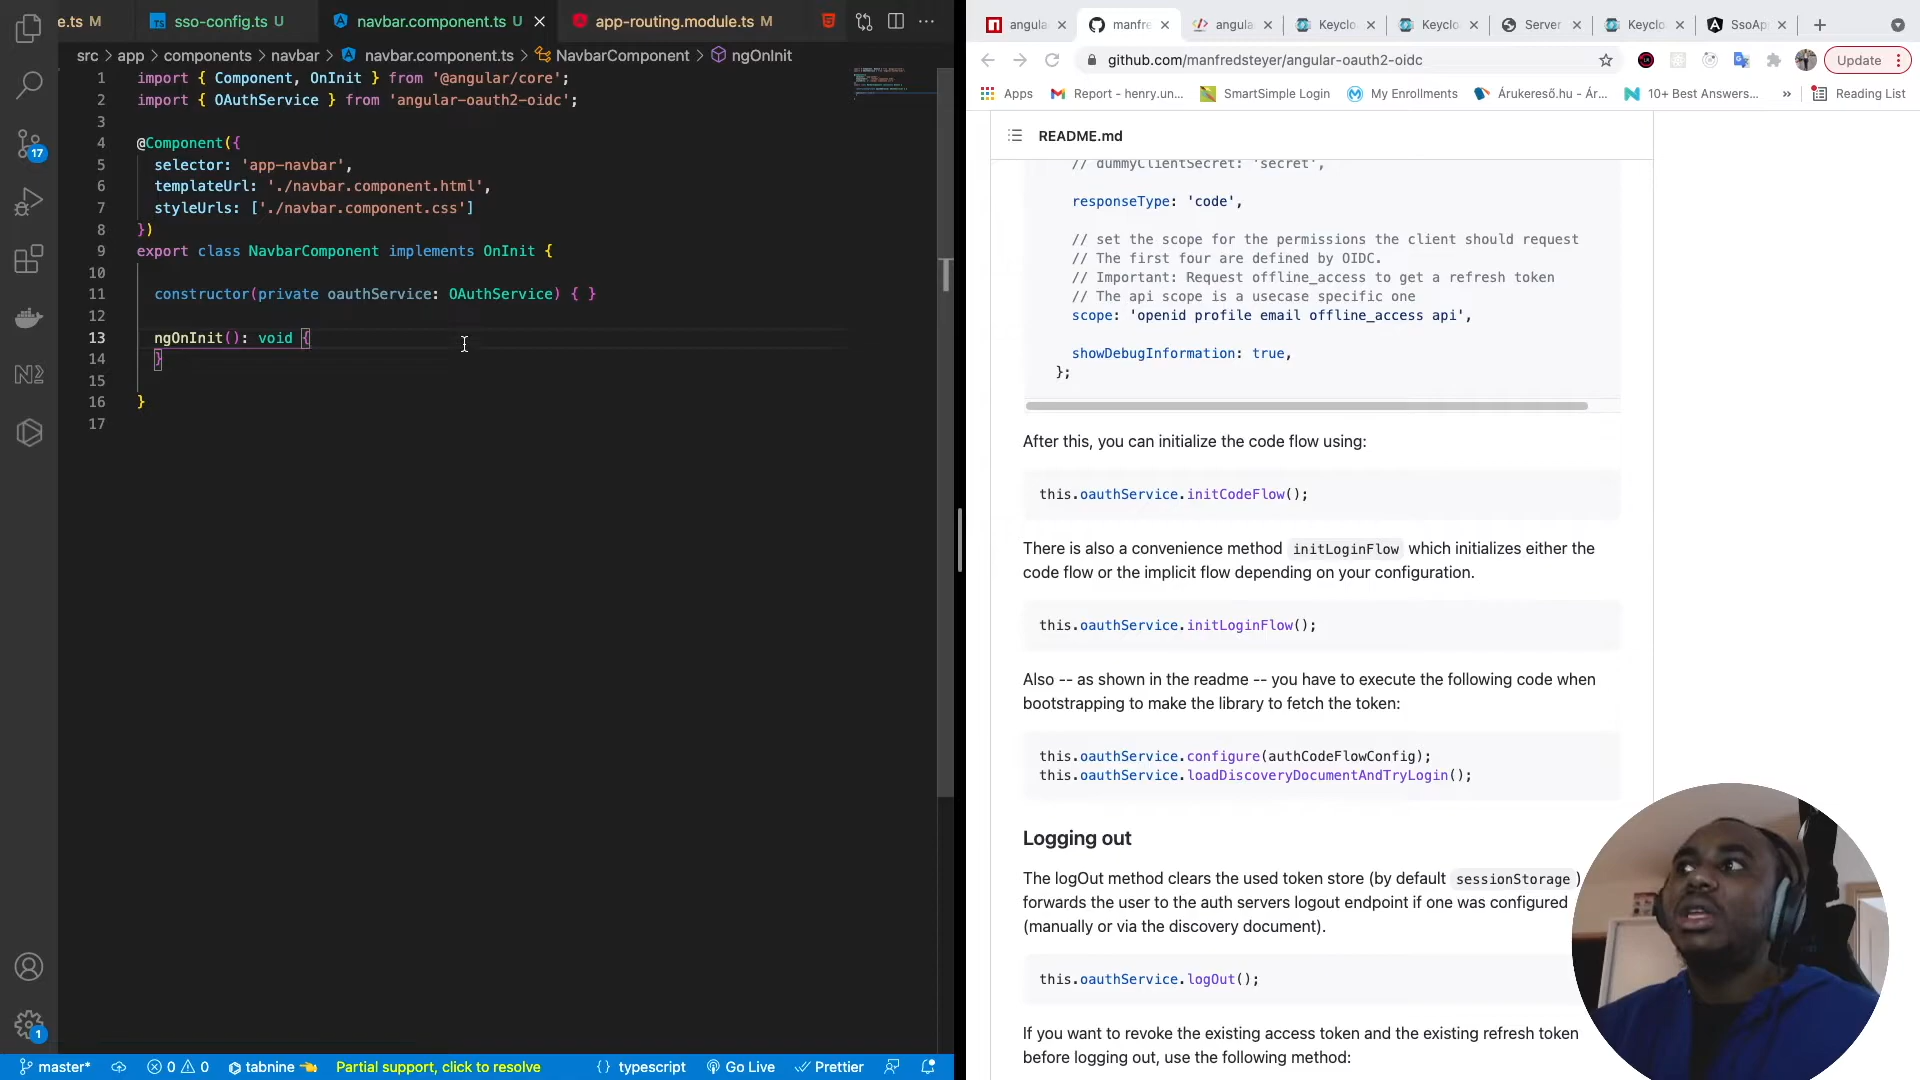 e.ts M
sso-config.ts U
navbar.component.ts U
app-routing.module.ts M
src > app > components > navbar > navbar.component.ts > NavbarComponent > ngOnInit
1 import { Component, OnInit } from '@angular/core';
2 import { OAuthService } from 'angular-oauth2-oidc';
3
4 @Component({
5 selector: 'app-navbar',
6 templateUrl: './navbar.component.html',
7 styleUrls: ['./navbar.component.css']
8 })
9 export class NavbarComponent implements OnInit {
10
11 constructor(private oauthService: OAuthService) { }
12
13 ngOnInit(): void {
14 }
15
16 }
17
17
1
master*
0 0
tabnine
Partial support, click to resolve
{ } typescript
Go Live
Prettier
angula
manfre
angula
Keyclo
Keyclo
Server
Keyclo
SsoAp
github.com/manfredsteyer/angular-oauth2-oidc
Update
Apps
Report - henry.un...
SmartSimple Login
My Enrollments
Árukereső.hu - Ár...
10+ Best Answers...
»
Reading List
README.md
// dummyClientSecret: 'secret',
responseType: 'code',
// set the scope for the permissions the client should request
// The first four are defined by OIDC.
// Important: Request offline_access to get a refresh token
// The api scope is a usecase specific one
scope: 'openid profile email offline_access api',
showDebugInformation: true,
};
After this, you can initialize the code flow using:
this.oauthService.initCodeFlow();
There is also a convenience method initLoginFlow which initializes either the
code flow or the implicit flow depending on your configuration.
this.oauthService.initLoginFlow();
Also -- as shown in the readme -- you have to execute the following code when
bootstrapping to make the library to fetch the token:
this.oauthService.configure(authCodeFlowConfig);
this.oauthService.loadDiscoveryDocumentAndTryLogin();
Logging out
The logOut method clears the used token store (by default sessionStorage)
forwards the user to the auth servers logout endpoint if one was configured
(manually or via the discovery document).
this.oauthService.logOut();
If you want to revoke the existing access token and the existing refresh token
before logging out, use the following method: